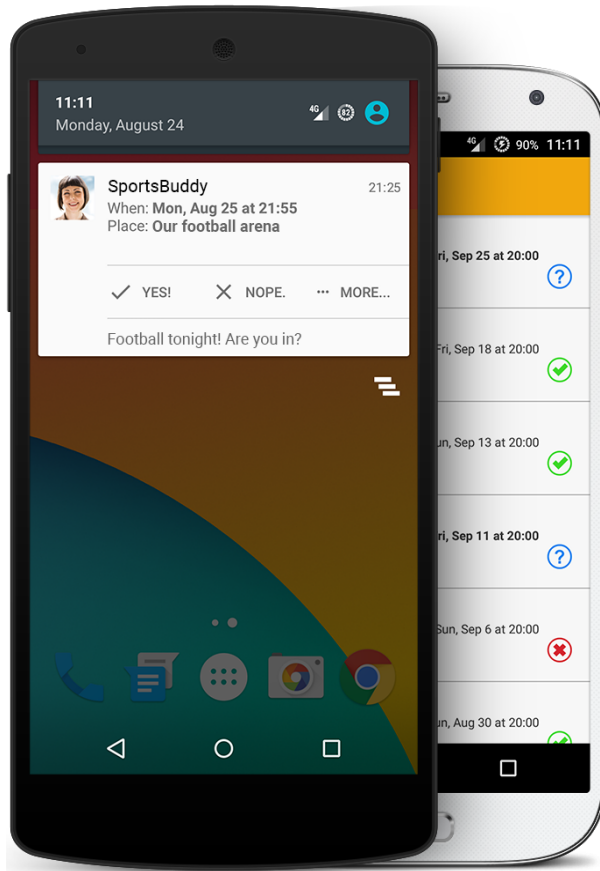 11:11
4G
82
Monday, August 24
SportsBuddy
21:25
When: Mon, Aug 25 at 21:55
Place: Our football arena
YES!
NOPE.
MORE...
Football tonight! Are you in?
4G
90%
11:11
ri, Sep 25 at 20:00
Fri, Sep 18 at 20:00
un, Sep 13 at 20:00
ri, Sep 11 at 20:00
Sun, Sep 6 at 20:00
un, Aug 30 at 20:00